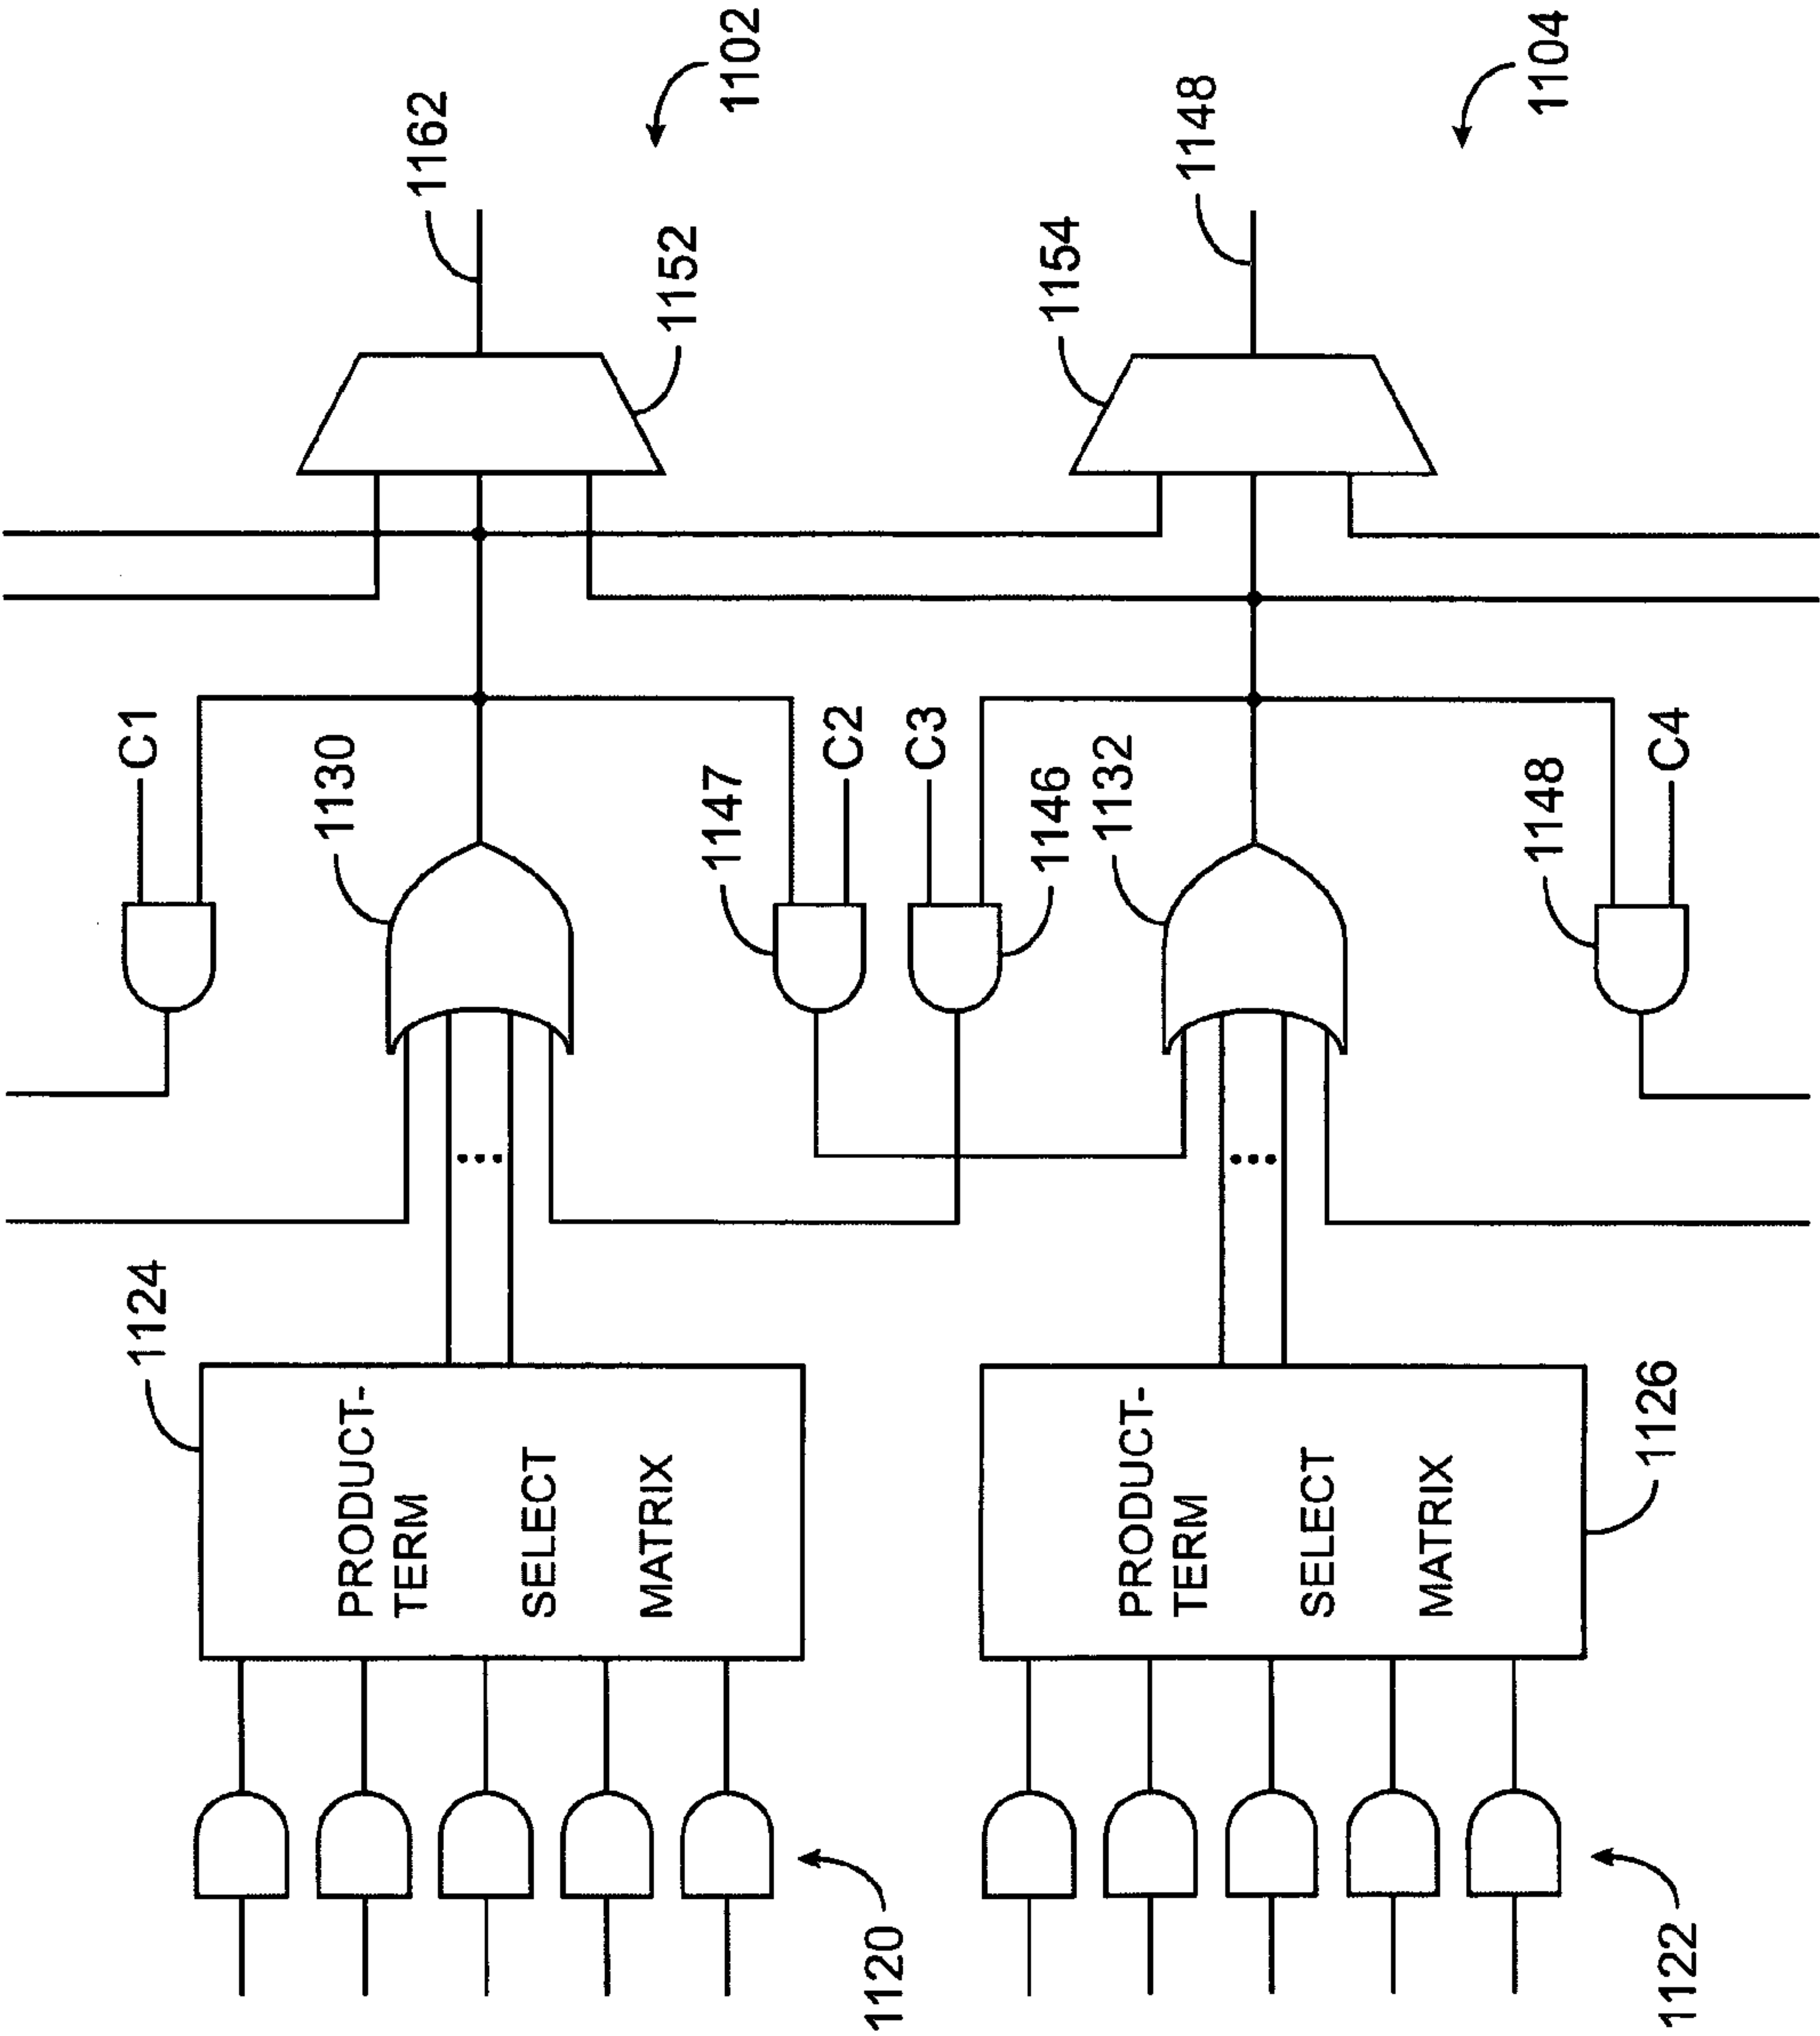 1124
C1
1130
1162
PRODUCT-
TERM
SELECT
MATRIX
1152
1147
1102
1120
C2
C3
1146
1154
1132
1148
PRODUCT-
TERM
SELECT
MATRIX
1148
1104
1126
C4
1122